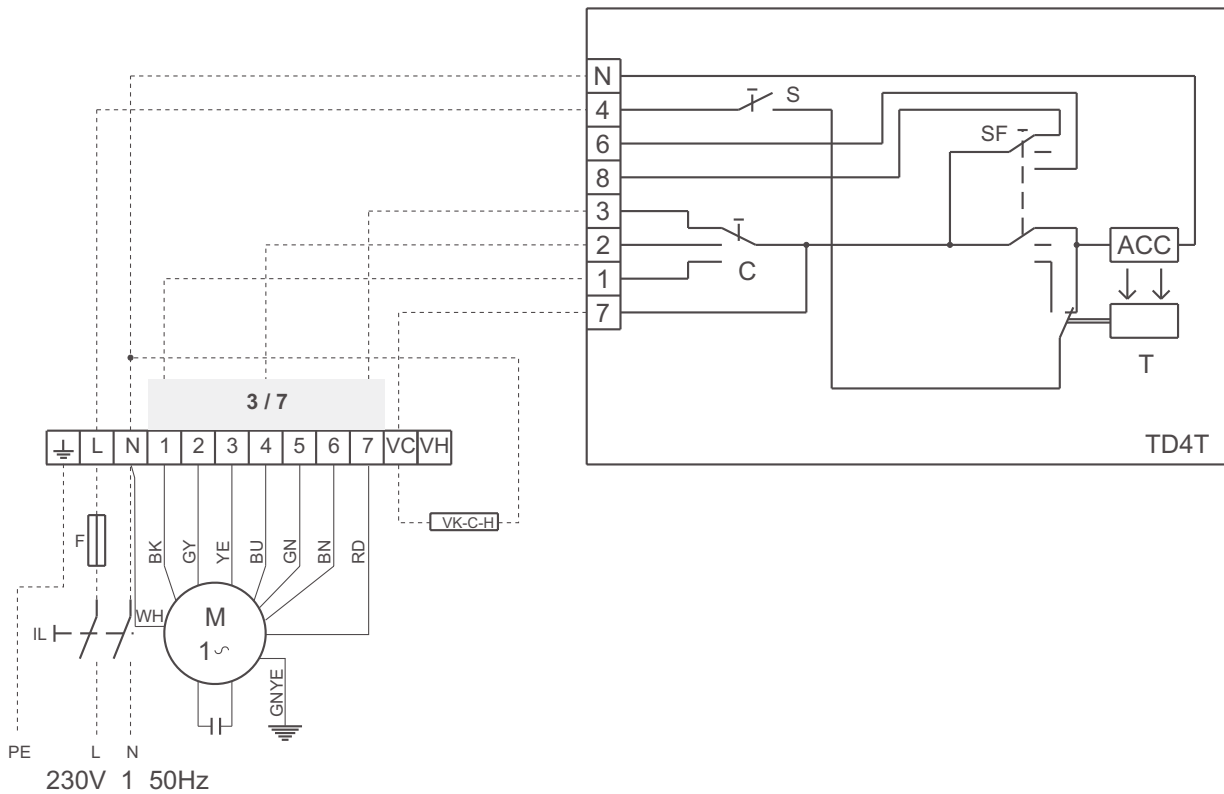 N
4
6
8
3
2
1
7
S
SF
C
ACC
T
TD4T
3 / 7
L N 1 2 3 4 5 6 7 VC VH
VK-C-H
F
BK GY YE BU GN BN RD
WH
M
1~
IL
GNYE
PE L N
230V 1 50Hz